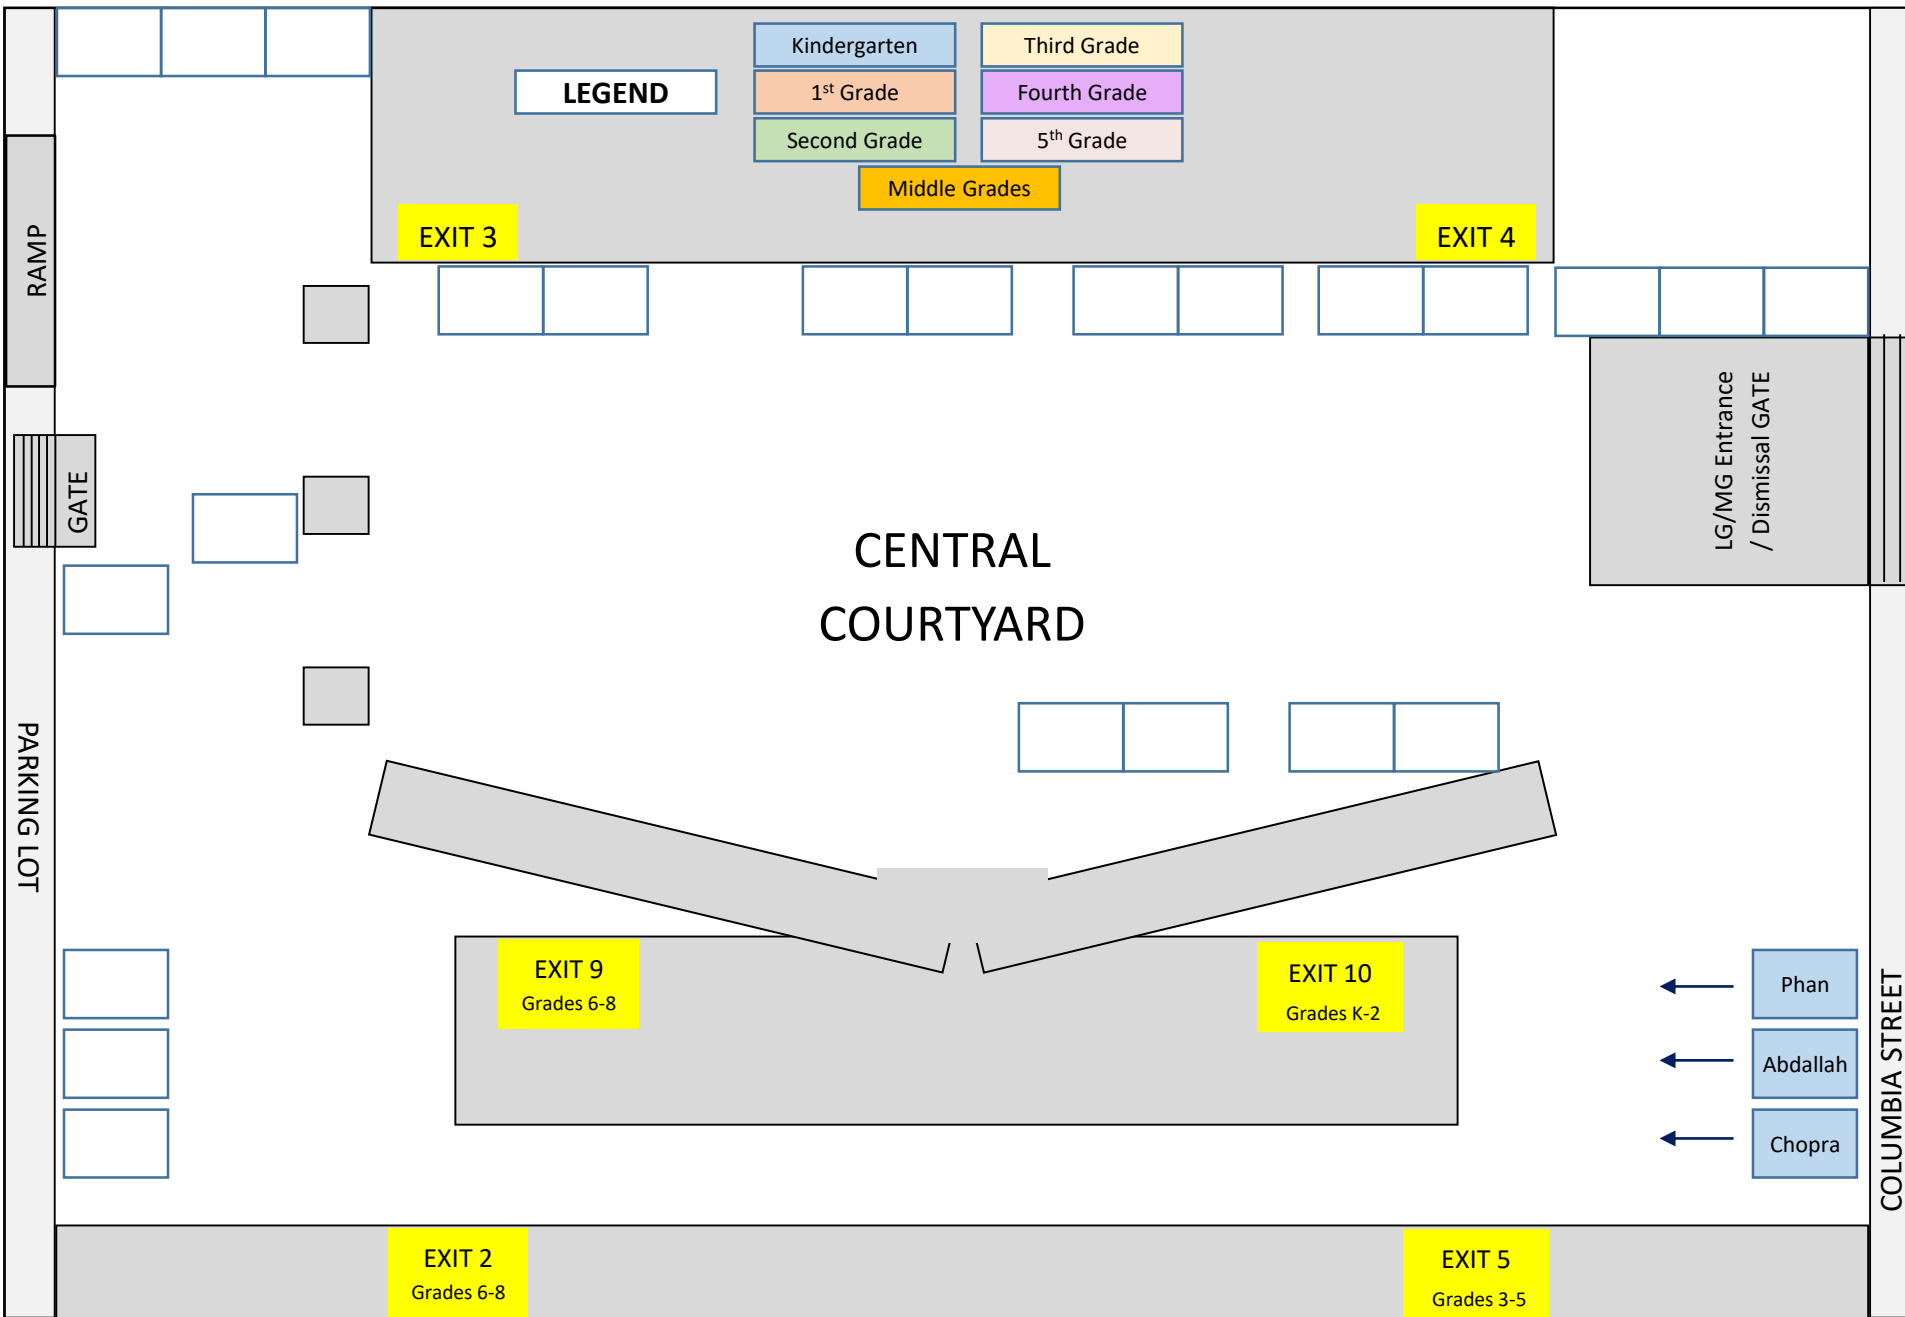 Kindergarten
Third Grade
LEGEND
1st Grade
Fourth Grade
Second Grade
5th Grade
Middle Grades
EXIT 3
EXIT 4
RAMP
GATE
LG/MG Entrance
/ Dismissal GATE
CENTRAL
COURTYARD
PARKING LOT
EXIT 9
Grades 6-8
EXIT 10
Grades K-2
Phan
Abdallah
Chopra
COLUMBIA STREET
EXIT 2
Grades 6-8
EXIT 5
Grades 3-5